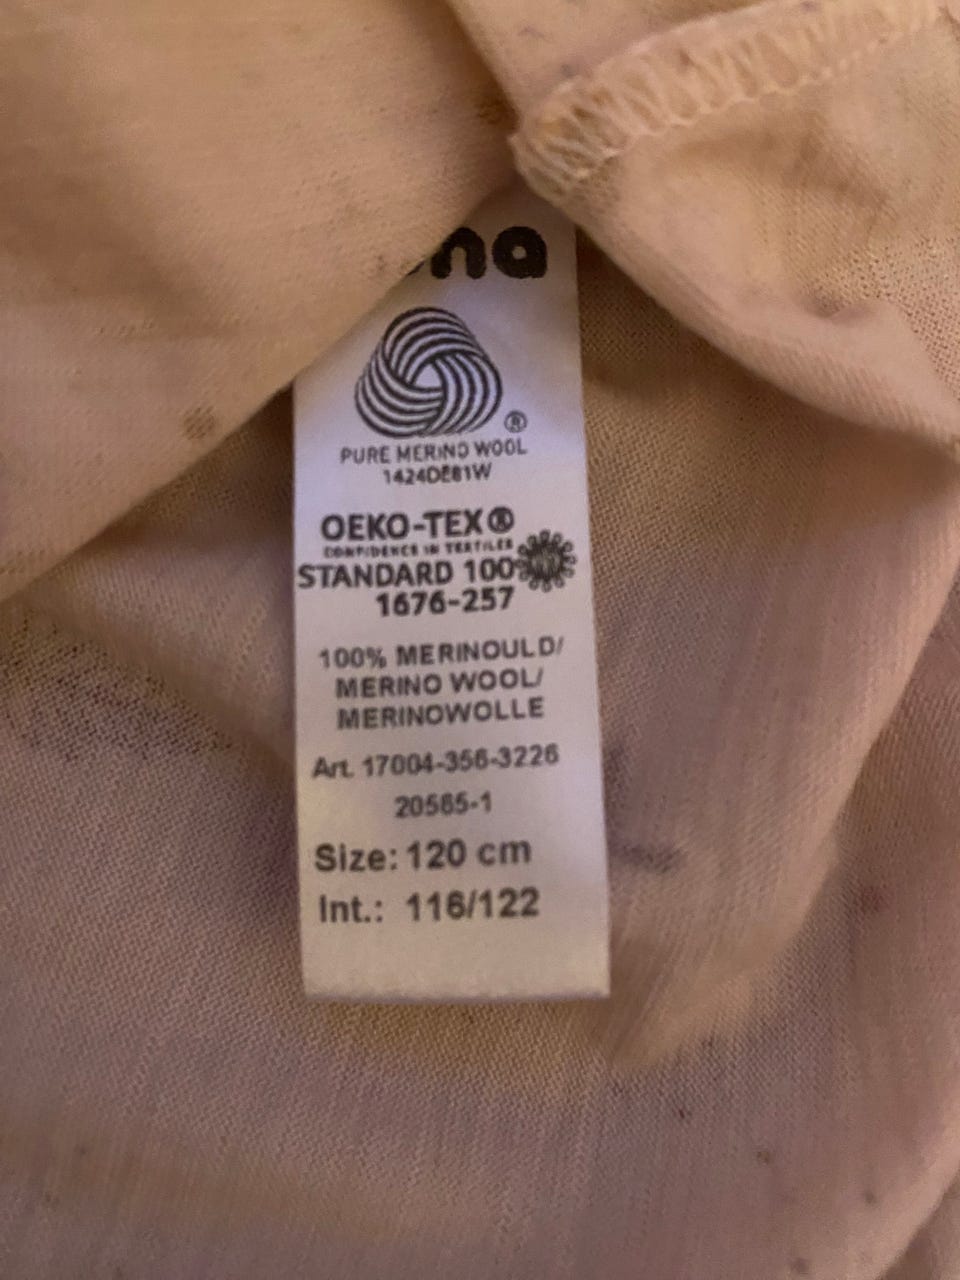 na
®
PURE MERINO WOOL
1424DE81W
OEKO-TEX®
CONFIDENCE IN TEXTILES
STANDARD 100
1676-257
100% MERINOULD/
MERINO WOOL/
MERINOWOLLE
Art. 17004-356-3226
20585-1
Size: 120 cm
Int.: 116/122